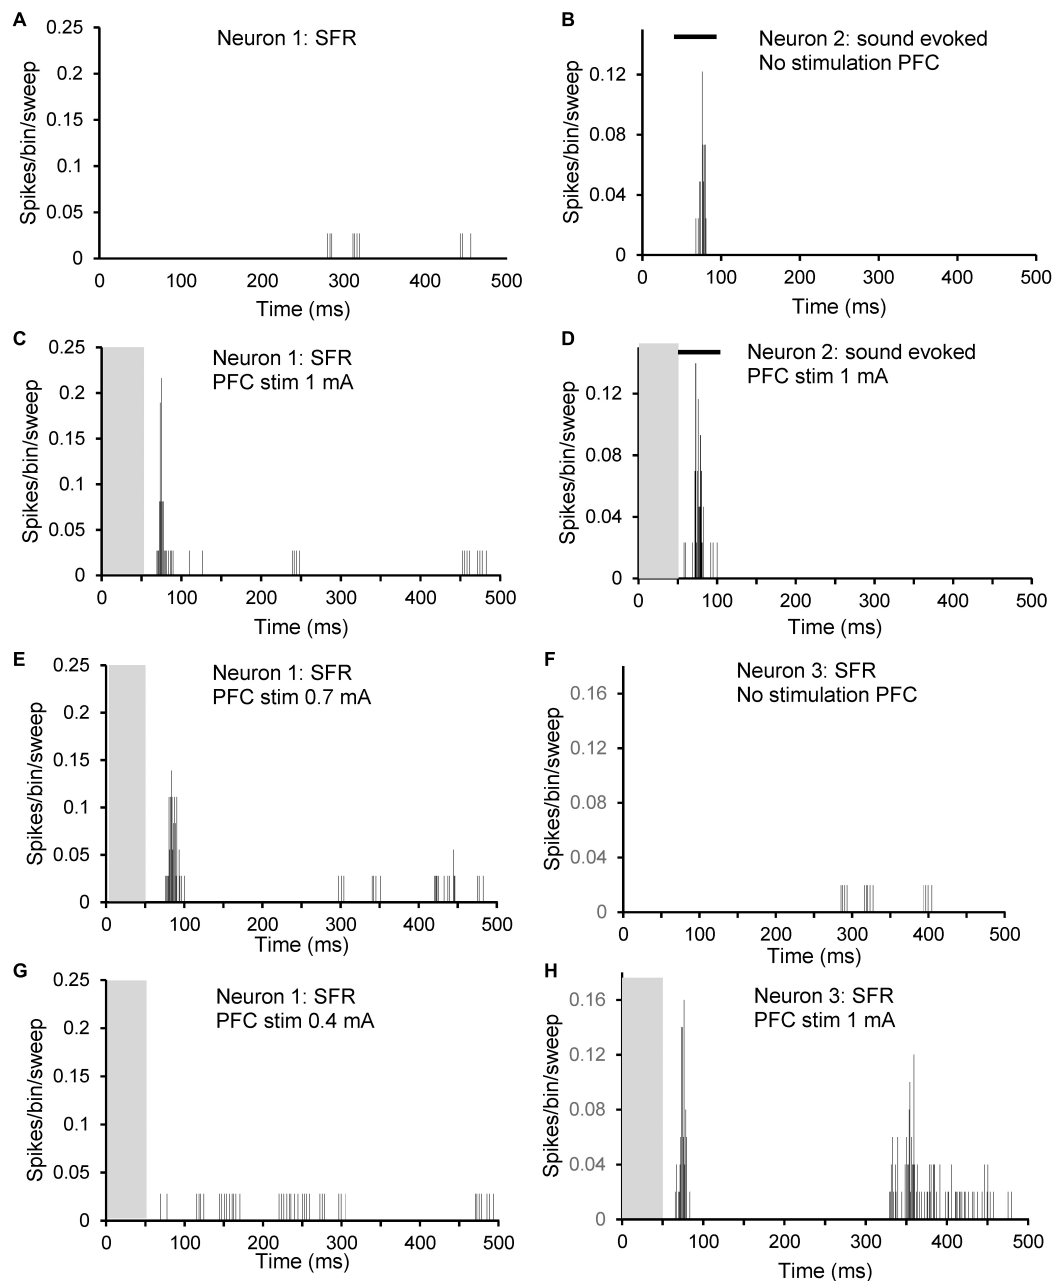 A
Neuron 1: SFR
Spikes/bin/sweep
0.25
0.2
0.15
0.1
0.05
0
0 100 200 300 400 500
Time (ms)
B
Neuron 2: sound evoked
No stimulation PFC
Spikes/bin/sweep
0.12
0.08
0.04
0
0 100 200 300 400 500
Time (ms)
C
Neuron 1: SFR
PFC stim 1 mA
Spikes/bin/sweep
0.25
0.2
0.15
0.1
0.05
0
0 100 200 300 400 500
Time (ms)
D
Neuron 2: sound evoked
PFC stim 1 mA
Spikes/bin/sweep
0.12
0.08
0.04
0
0 100 200 300 400 500
Time (ms)
E
Neuron 1: SFR
PFC stim 0.7 mA
Spikes/bin/sweep
0.25
0.2
0.15
0.1
0.05
0
0 100 200 300 400 500
Time (ms)
F
Neuron 3: SFR
No stimulation PFC
Spikes/bin/sweep
0.16
0.12
0.08
0.04
0
0 100 200 300 400 500
Time (ms)
G
Neuron 1: SFR
PFC stim 0.4 mA
Spikes/bin/sweep
0.25
0.2
0.15
0.1
0.05
0
0 100 200 300 400 500
Time (ms)
H
Neuron 3: SFR
PFC stim 1 mA
Spikes/bin/sweep
0.16
0.12
0.08
0.04
0
0 100 200 300 400 500
Time (ms)